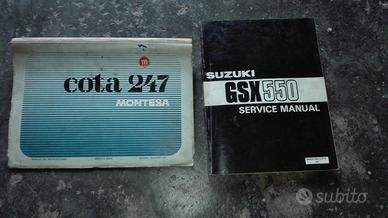 m
cota 247
MONTESA
SUZUKI
GSX550
SERVICE MANUAL
subito